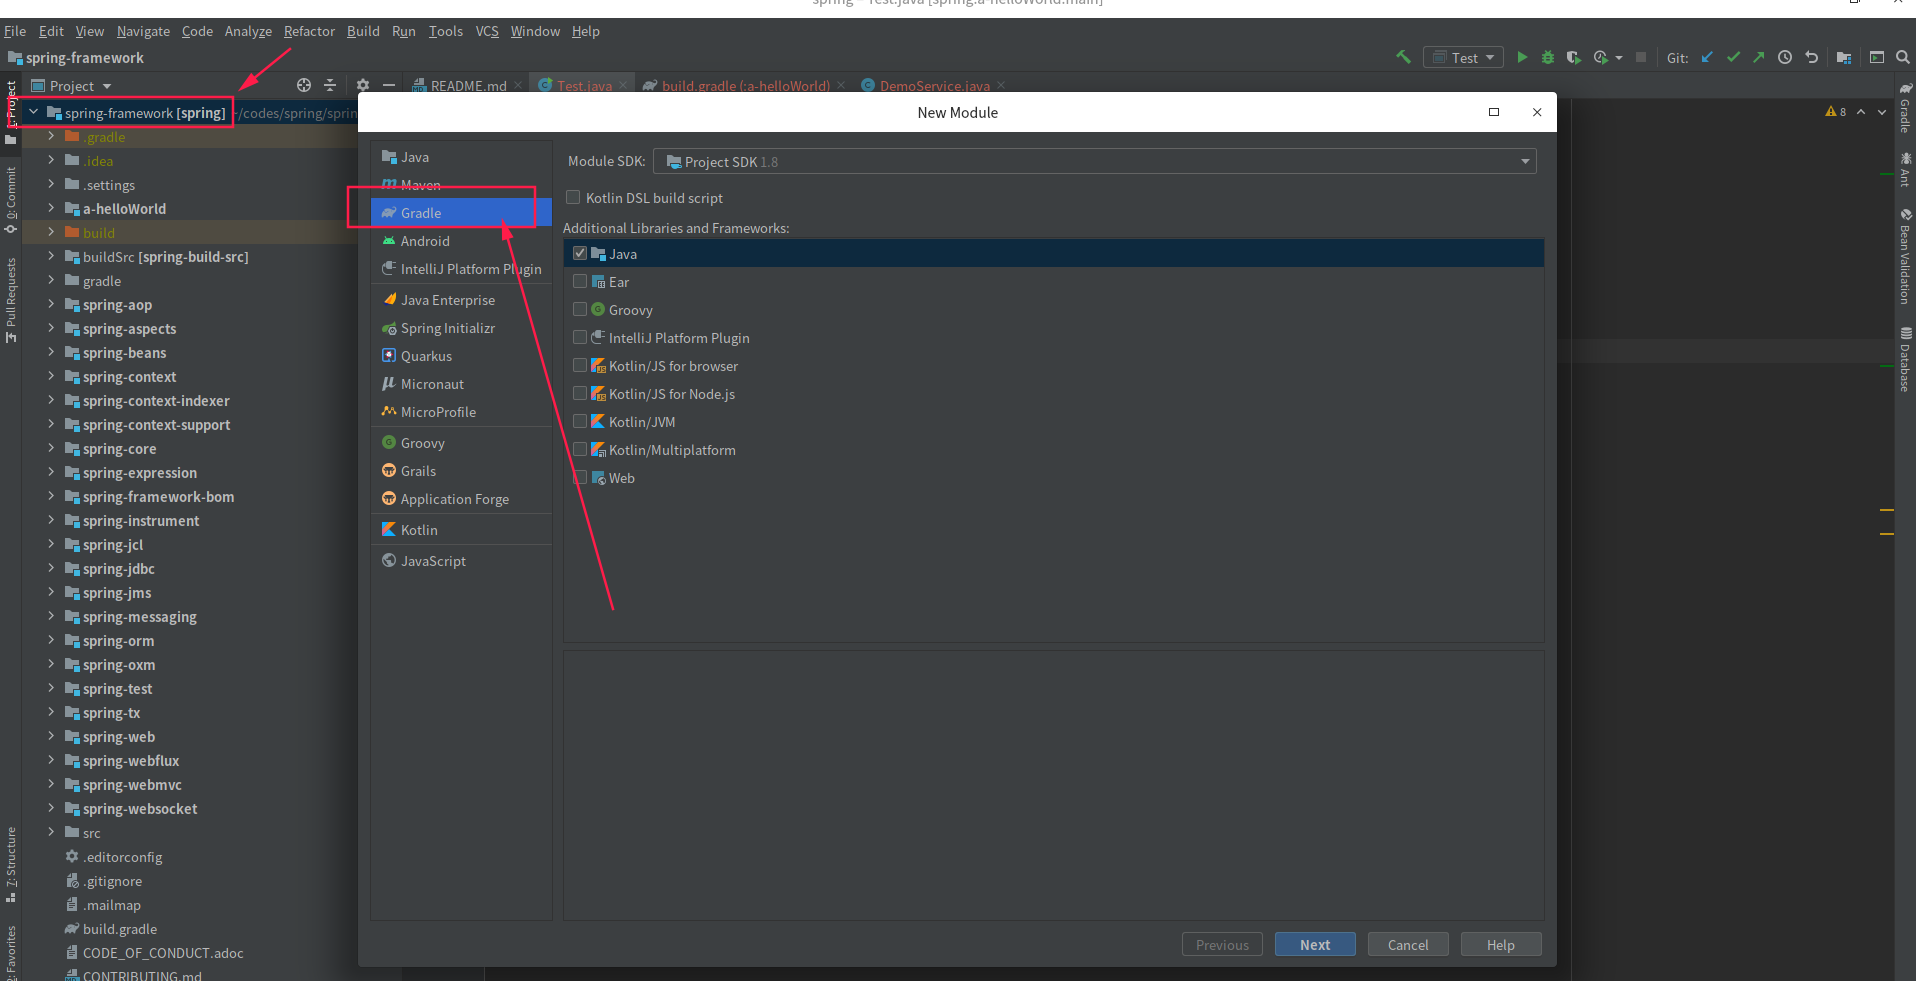 spring – Test.java [spring.a-helloWorld.main]
File Edit View Navigate Code Analyze Refactor Build Run Tools VCS Window Help
spring-framework
Test
Git:
Project
README.md
Test.java
build.gradle (:a-helloWorld)
DemoService.java
1: Project
0: Commit
Pull Requests
7: Structure
2: Favorites
spring-framework [spring] ~/codes/spring/sprin
.gradle
.idea
.settings
a-helloWorld
build
buildSrc [spring-build-src]
gradle
spring-aop
spring-aspects
spring-beans
spring-context
spring-context-indexer
spring-context-support
spring-core
spring-expression
spring-framework-bom
spring-instrument
spring-jcl
spring-jdbc
spring-jms
spring-messaging
spring-orm
spring-oxm
spring-test
spring-tx
spring-web
spring-webflux
spring-webmvc
spring-websocket
src
.editorconfig
.gitignore
.mailmap
build.gradle
CODE_OF_CONDUCT.adoc
CONTRIBUTING.md
New Module
Java
Maven
Gradle
Android
IntelliJ Platform Plugin
Java Enterprise
Spring Initializr
Quarkus
Micronaut
MicroProfile
Groovy
Grails
Application Forge
Kotlin
JavaScript
Module SDK: Project SDK 1.8
Kotlin DSL build script
Additional Libraries and Frameworks:
Java
Ear
Groovy
IntelliJ Platform Plugin
Kotlin/JS for browser
Kotlin/JS for Node.js
Kotlin/JVM
Kotlin/Multiplatform
Web
Previous Next Cancel Help
8
Gradle
Ant
Bean Validation
Database